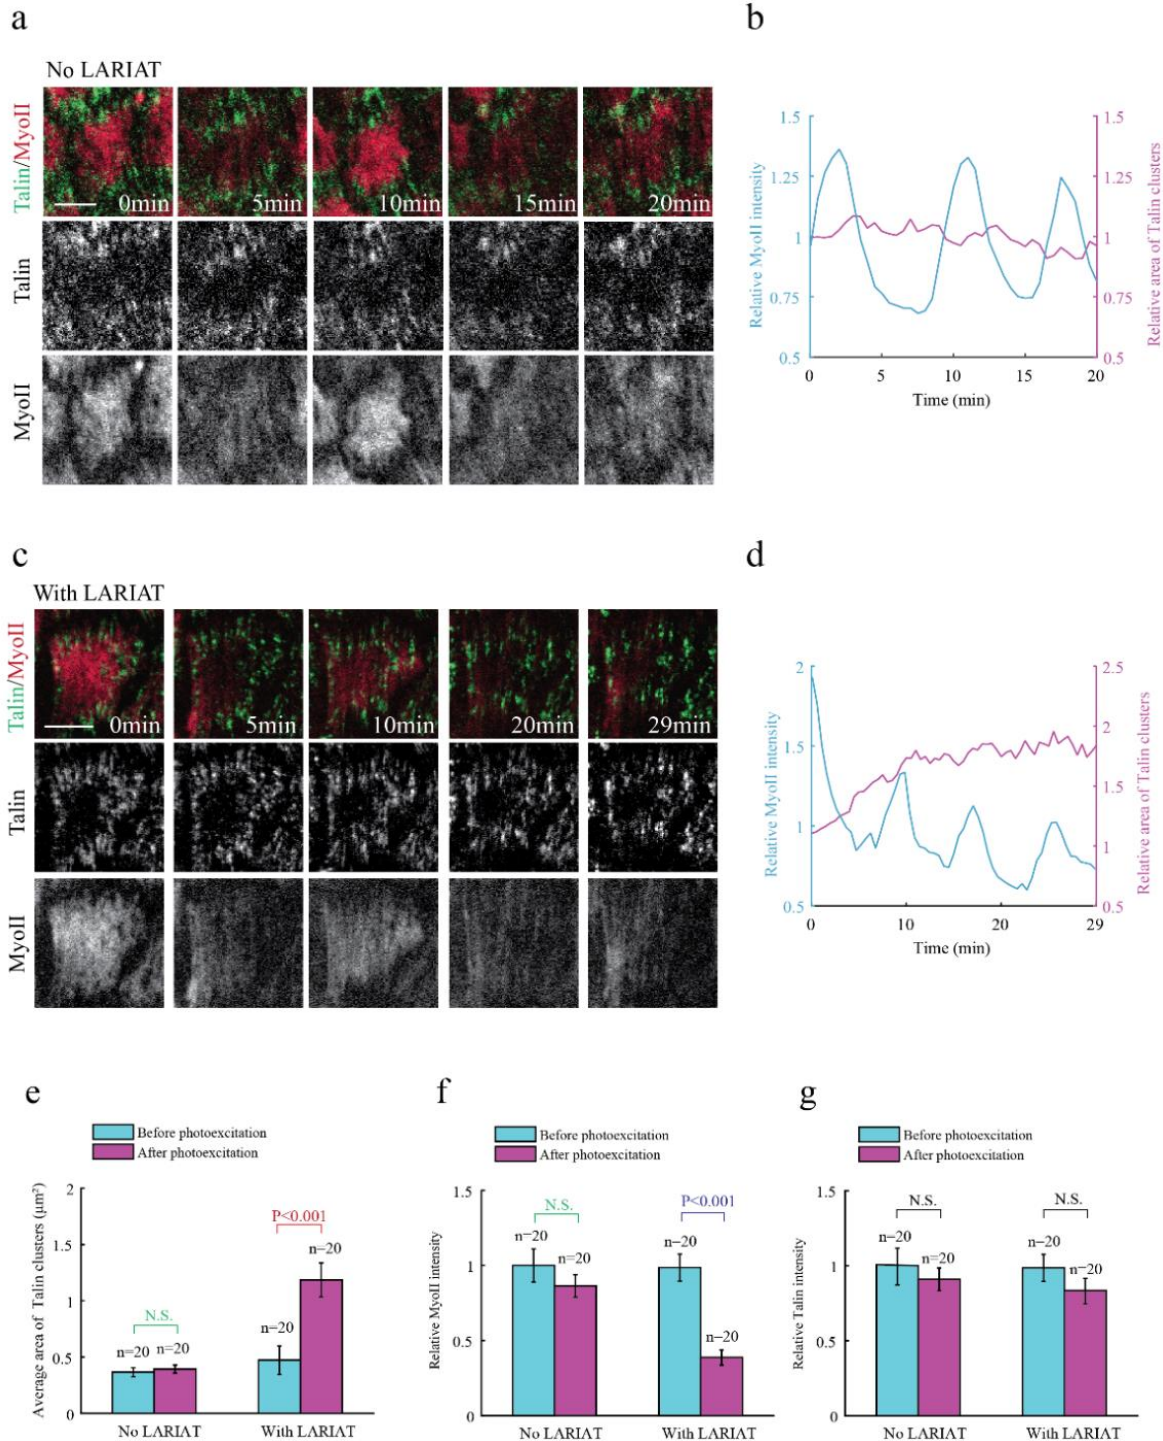 a
No LARIAT
Talin/MyoII
0min
5min
10min
15min
20min
Talin
MyoII
b
1.5
1.25
1
0.75
0.5
Relative MyoII intensity
1.5
1.25
1
0.75
0.5
Relative area of Talin clusters
0
5
10
15
20
Time (min)
c
With LARIAT
Talin/MyoII
0min
5min
10min
20min
29min
Talin
MyoII
d
2
1.5
1
0.5
Relative MyoII intensity
2.5
2
1.5
1
0.5
Relative area of Talin clusters
0
10
20
29
Time (min)
e
Before photoexcitation
After photoexcitation
Average area of Talin clusters (μm²)
2
1.5
1
0.5
0
N.S.
n=20
n=20
P<0.001
n=20
n−20
No LARIAT
With LARIAT
f
Before photoexcitation
After photoexcitation
Relative MyoII intensity
1.5
1
0.5
0
N.S.
n−20
n=20
P<0.001
n−20
n−20
No LARIAT
With LARIAT
g
Before photoexcitation
After photoexcitation
Relative Talin intensity
1.5
1
0.5
0
N.S.
n−20
n=20
N.S.
n−20
n=20
No LARIAT
With LARIAT